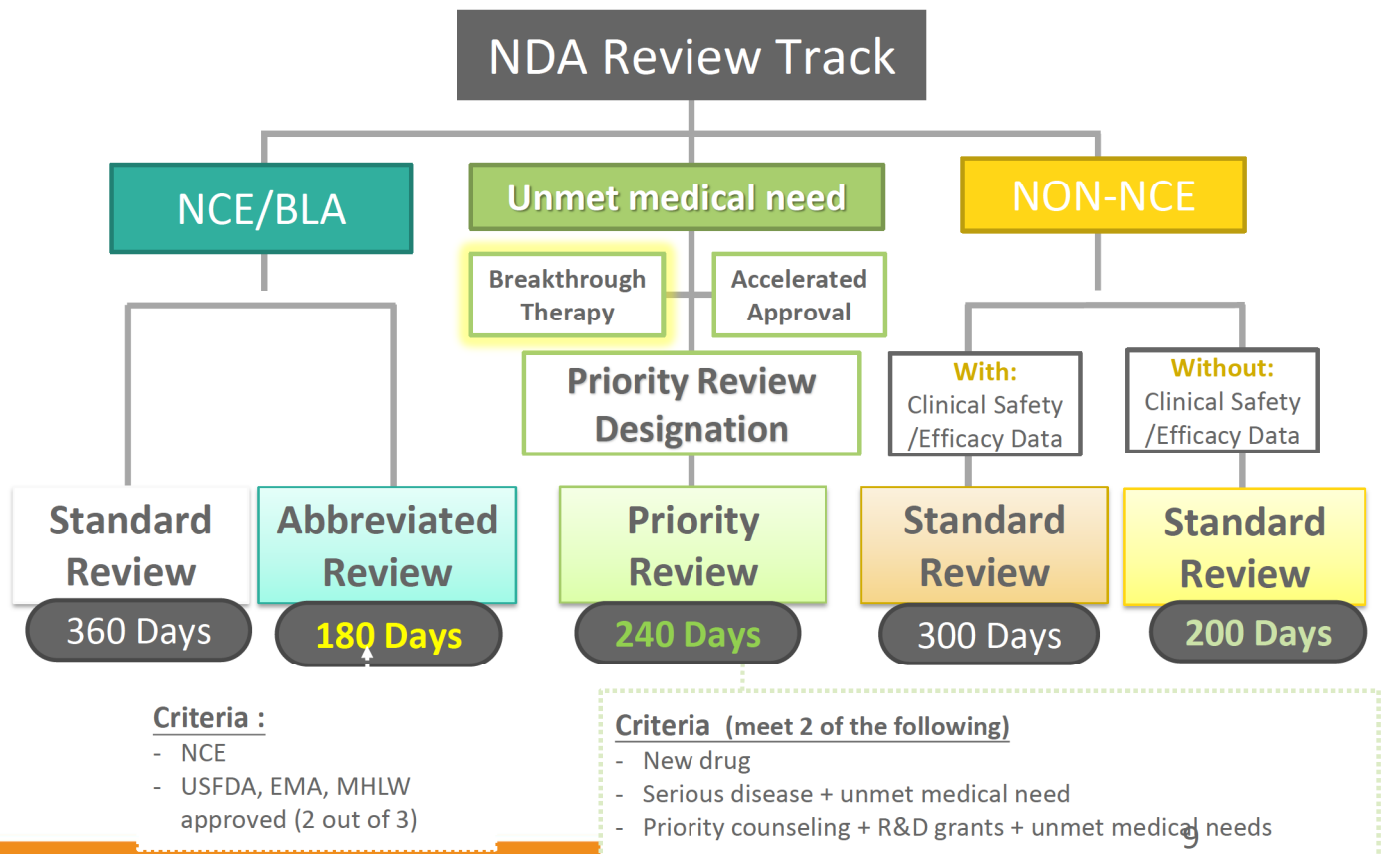 NDA Review Track
NCE/BLA
Unmet medical need
NON-NCE
Breakthrough
Therapy
Accelerated
Approval
Priority Review
Designation
With:
Clinical Safety
/Efficacy Data
Without:
Clinical Safety
/Efficacy Data
Standard
Review
360 Days
Abbreviated
Review
180 Days
Priority
Review
240 Days
Standard
Review
300 Days
Standard
Review
200 Days
Criteria :
- NCE
- USFDA, EMA, MHLW
approved (2 out of 3)
Criteria (meet 2 of the following)
- New drug
- Serious disease + unmet medical need
- Priority counseling + R&D grants + unmet medical needs
9